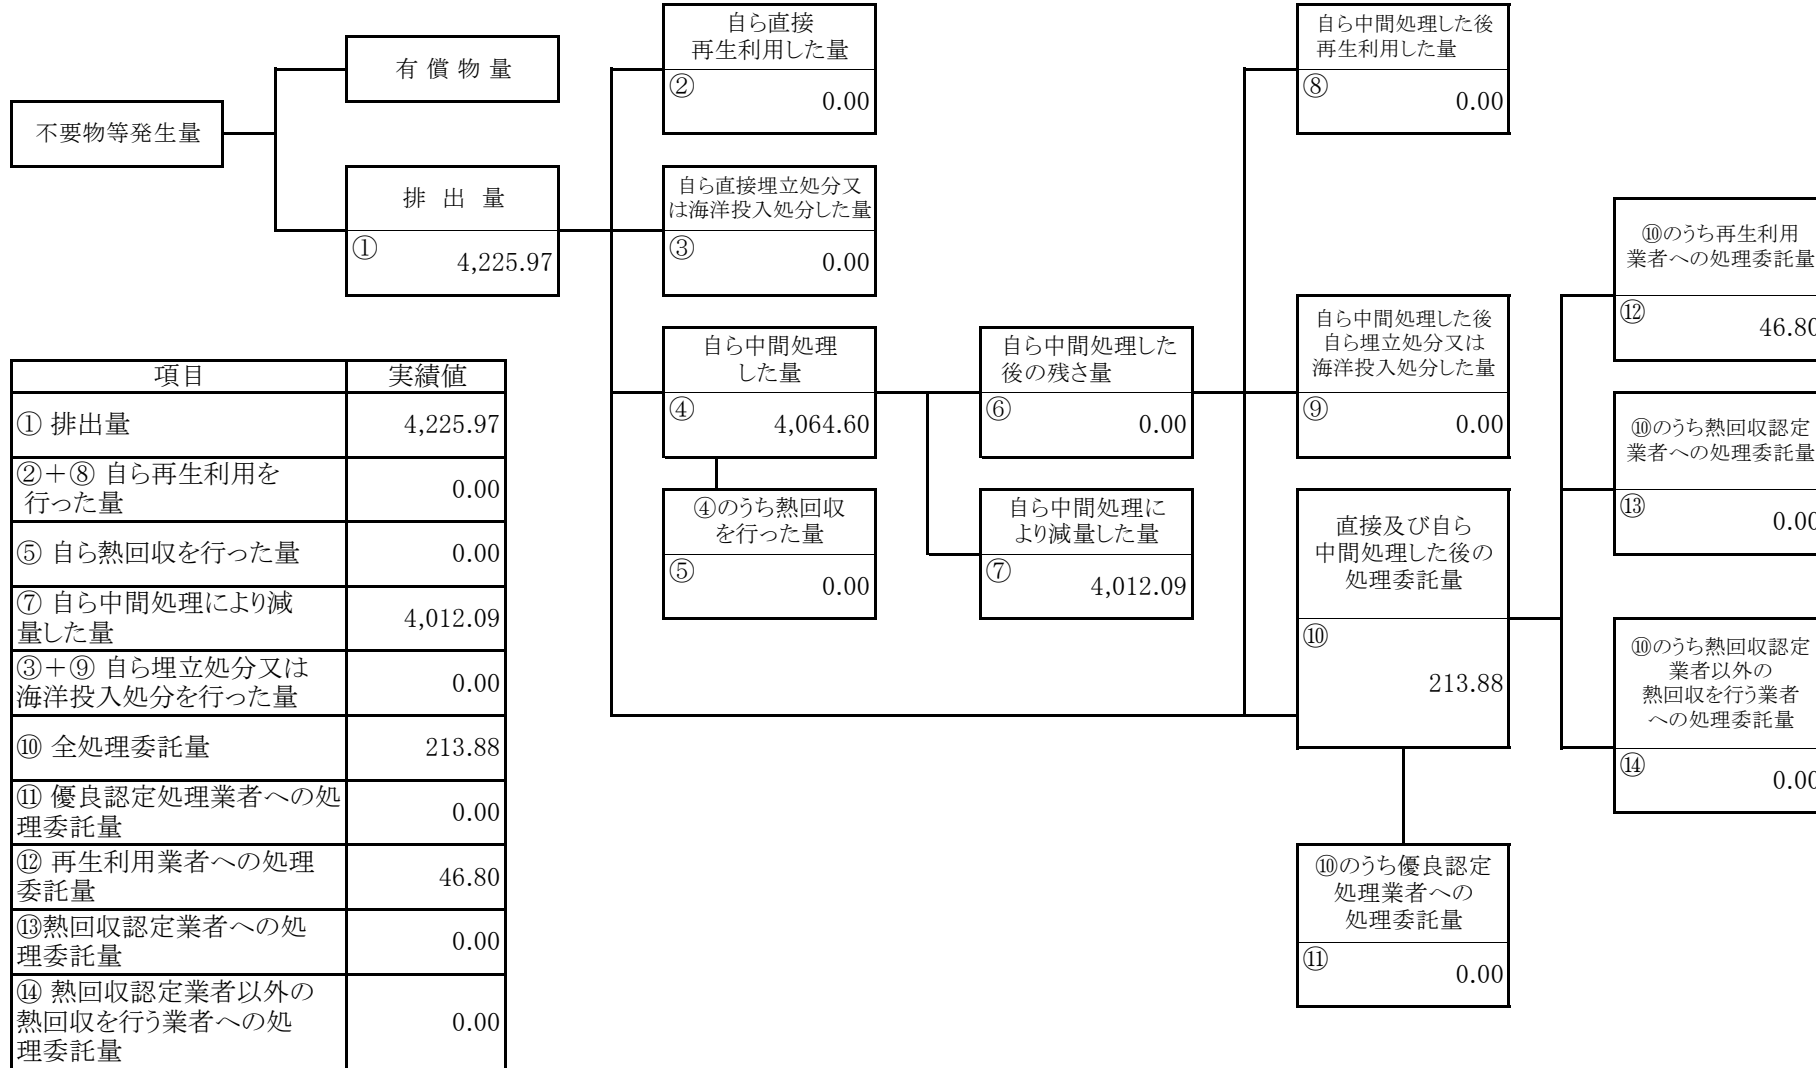 不要物等発生量
有 償 物 量
排 出 量
①
4,225.97
自ら直接
再生利用した量
②
0.00
自ら直接埋立処分又
は海洋投入処分した量
③
0.00
自ら中間処理
した量
④
4,064.60
④のうち熱回収
を行った量
⑤
0.00
自ら中間処理した
後の残さ量
⑥
0.00
自ら中間処理に
より減量した量
⑦
4,012.09
自ら中間処理した後
再生利用した量
⑧
0.00
自ら中間処理した後
自ら埋立処分又は
海洋投入処分した量
⑨
0.00
直接及び自ら
中間処理した後の
処理委託量
⑩
213.88
⑩のうち優良認定
処理業者への
処理委託量
⑪
0.00
⑩のうち再生利用
業者への処理委託量
⑫
46.80
⑩のうち熱回収認定
業者への処理委託量
⑬
0.00
⑩のうち熱回収認定
業者以外の
熱回収を行う業者
への処理委託量
⑭
0.00
項目 実績値
① 排出量 4,225.97
②＋⑧ 自ら再生利用を
行った量 0.00
⑤ 自ら熱回収を行った量 0.00
⑦ 自ら中間処理により減
量した量 4,012.09
③＋⑨ 自ら埋立処分又は
海洋投入処分を行った量 0.00
⑩ 全処理委託量 213.88
⑪ 優良認定処理業者への処
理委託量 0.00
⑫ 再生利用業者への処理
委託量 46.80
⑬熱回収認定業者への処
理委託量 0.00
⑭ 熱回収認定業者以外の
熱回収を行う業者への処
理委託量 0.00